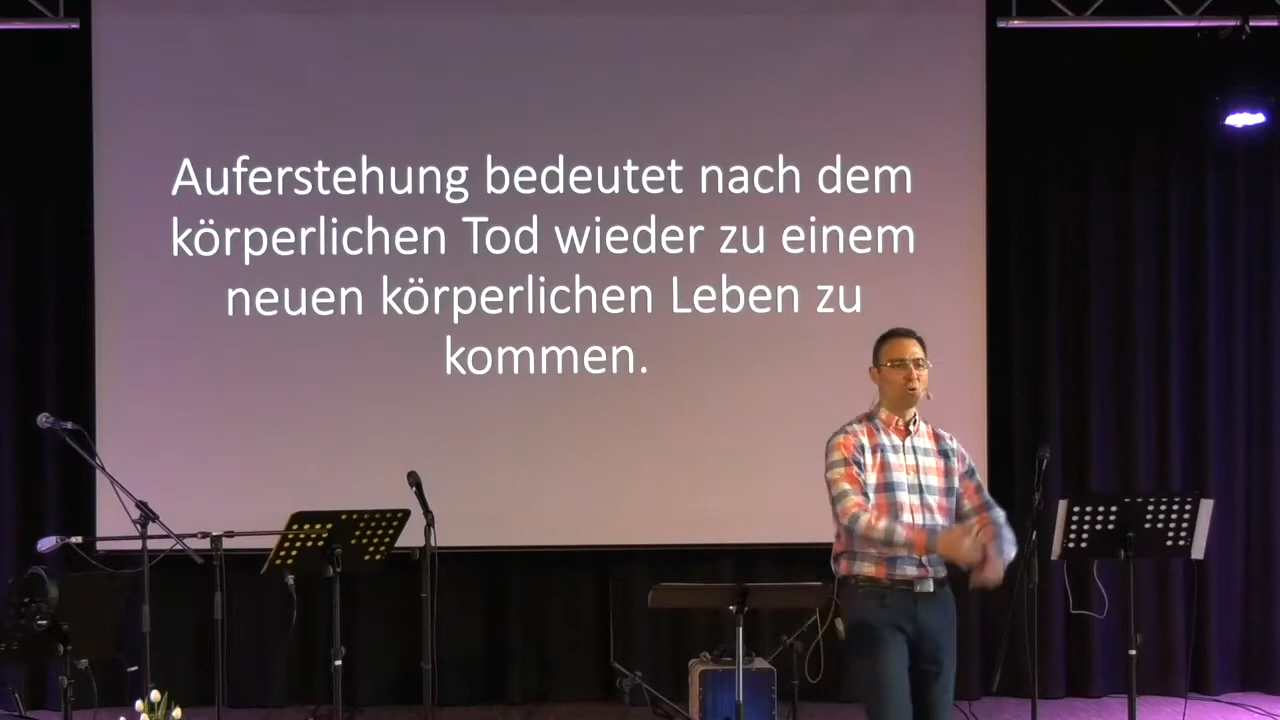 Auferstehung bedeutet nach dem
körperlichen Tod wieder zu einem
neuen körperlichen Leben zu
kommen.